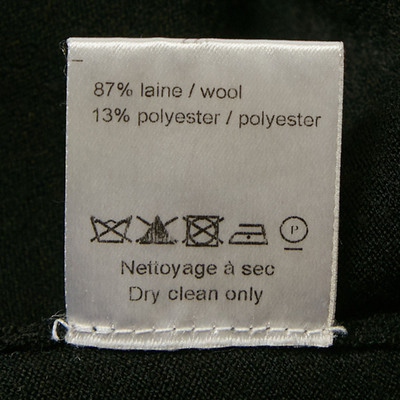 87% laine / wool
13% polyester / polyester
P
Nettoyage à sec
Dry clean only